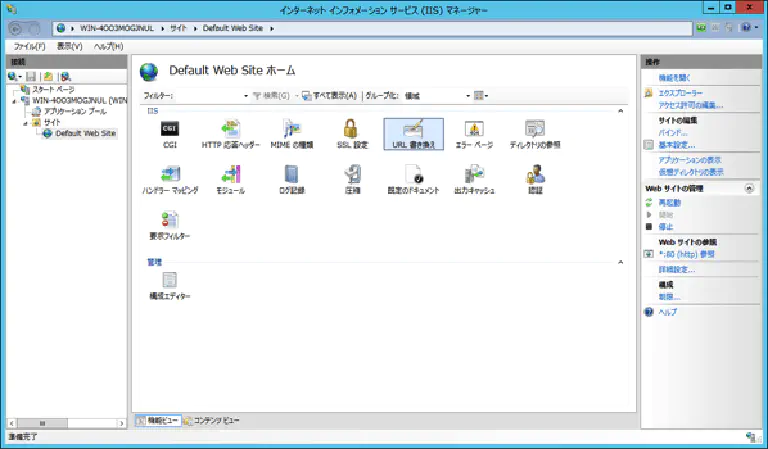 インターネット インフォメーション サービス (IIS) マネージャー
WIN-4OO3M0GJNUL ▸ サイト ▸ Default Web Site ▸
ファイル(F) 表示(V) ヘルプ(H)
接続
スタート ページ
WIN-4OO3M0GJNUL (WIN
アプリケーション プール
サイト
Default Web Site
Default Web Site ホーム
フィルター: 検索(G) すべて表示(A) グループ化: 領域
IIS
CGI HTTP 応答ヘッダー MIME の種類 SSL 設定 URL 書き換え エラー ページ ディレクトリの参照
ハンドラー マッピング モジュール ログ記録 圧縮 既定のドキュメント 出力キャッシュ 認証
要求フィルター
管理
構成エディター
機能ビュー コンテンツ ビュー
操作
機能を開く
エクスプローラー
アクセス許可の編集...
サイトの編集
バインド...
基本設定...
アプリケーションの表示
仮想ディレクトリの表示
Web サイトの管理
再起動
開始
停止
Web サイトの参照
*:80 (http) 参照
詳細設定...
構成
制限...
ヘルプ
準備完了